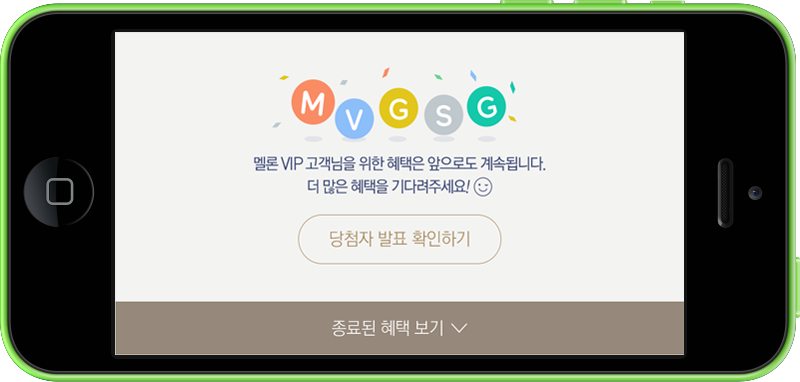 M V G S G
멜론 VIP 고객님을 위한 혜택은 앞으로도 계속됩니다.
더 많은 혜택을 기다려주세요!
당첨자 발표 확인하기
종료된 혜택 보기